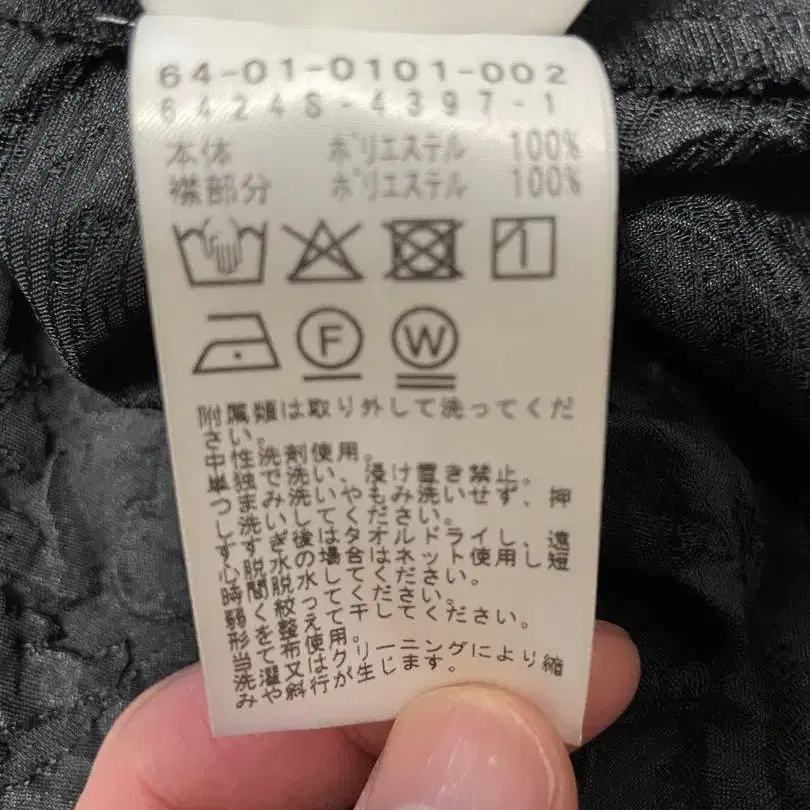 64-01-0101-002
6424S-4397-1
本体 ポリエステル 100%
襟部分 ポリエステル 100%
F W
附属類は取り外して洗ってくだ
さい。
中性洗剤使用。
単独で洗い、浸け置き禁止。
つまみ洗いやもみ洗いせず、押
し洗いしてください。
すすぎ後はタオルドライし、遠
心脱水の場合はネット使用し短
時間脱水してください。
弱く絞ってください。
形を整えて干してください。
当て布使用。
洗濯又はクリーニングにより縮
みや斜行が生じます。